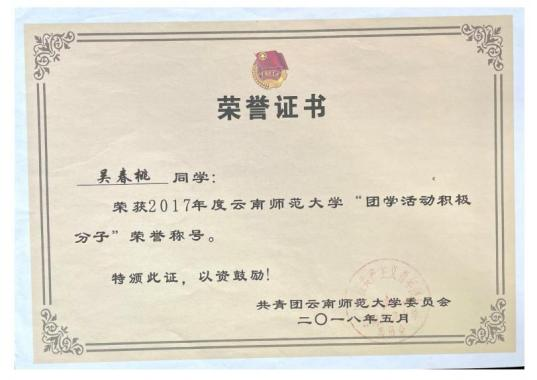 荣誉证书
吴春桃 同学：
荣获2017年度云南师范大学“团学活动积极
分子”荣誉称号。
特颁此证，以资鼓励！
共青团云南师范大学委员会
二〇一八年五月